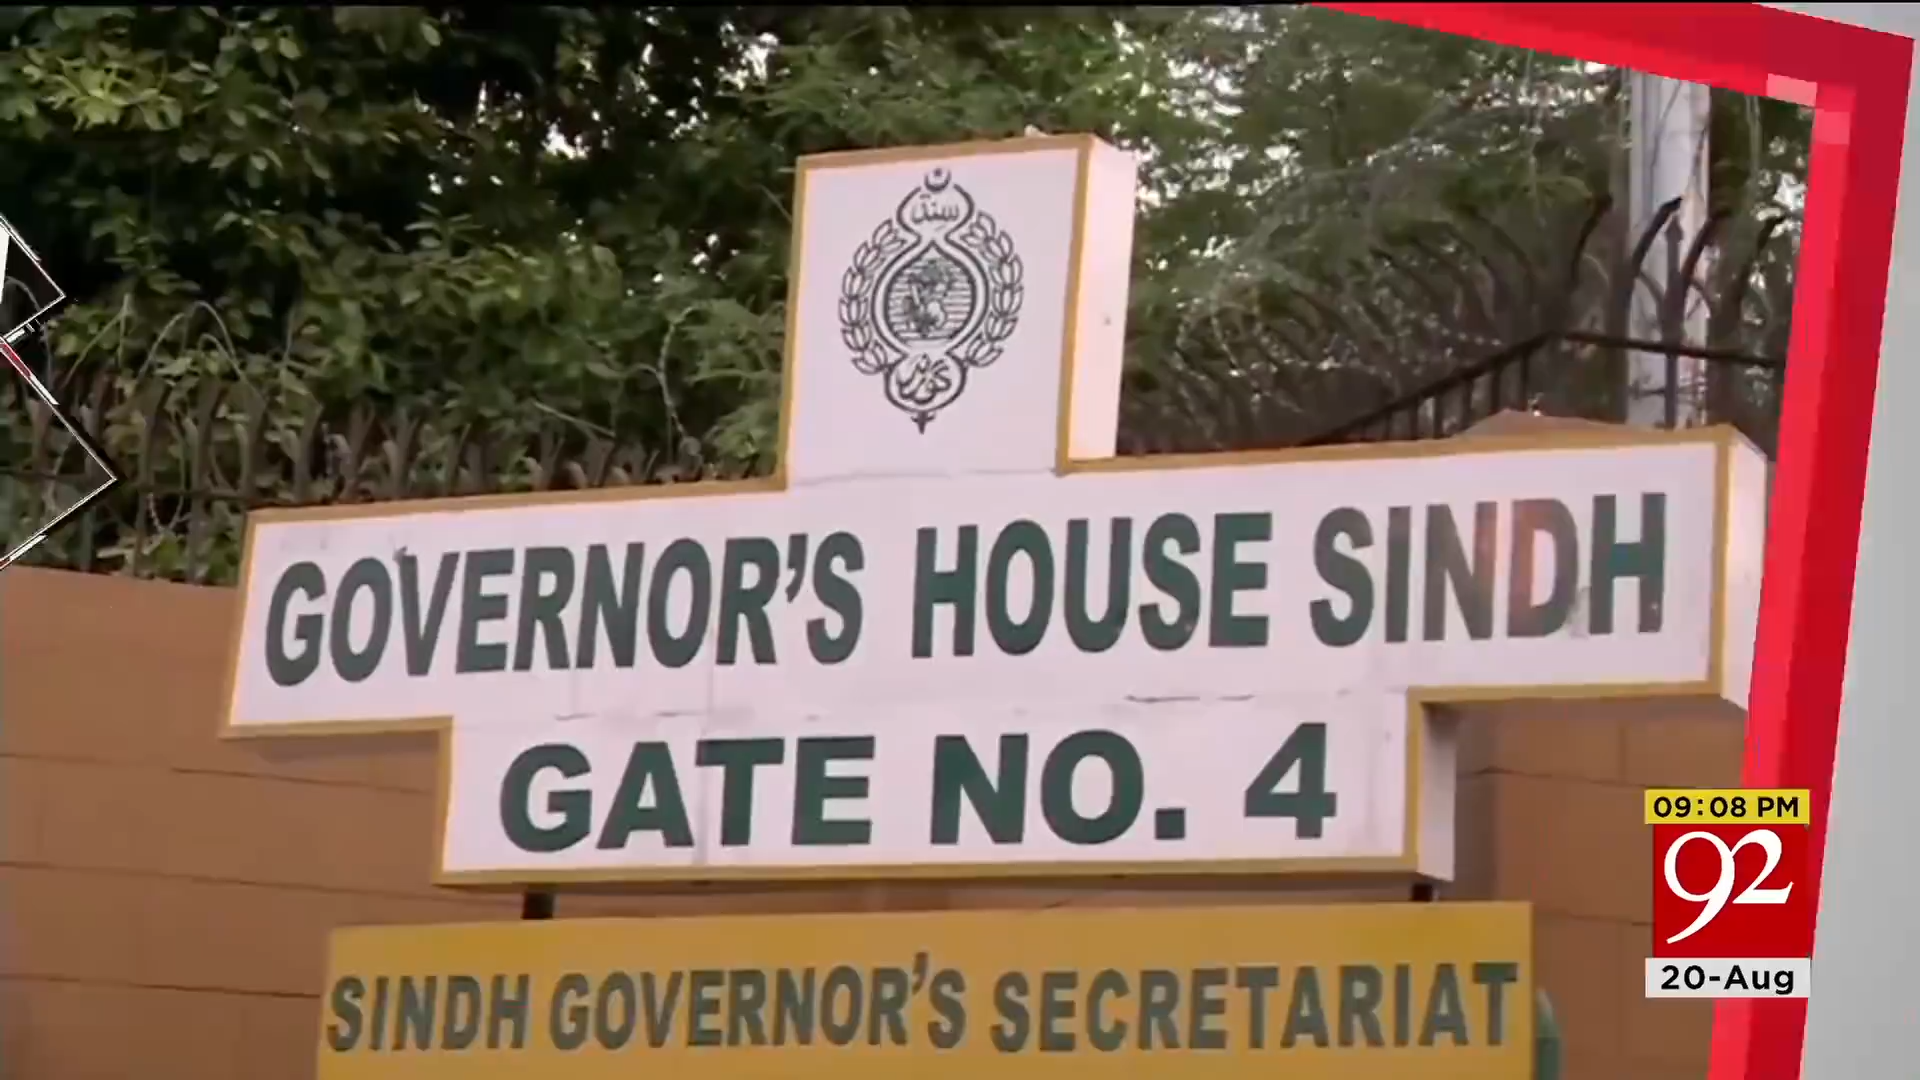 سندھ
گورنر
GOVERNOR'S HOUSE SINDH
GATE NO. 4
SINDH GOVERNOR'S SECRETARIAT
09:08 PM
92
20-Aug